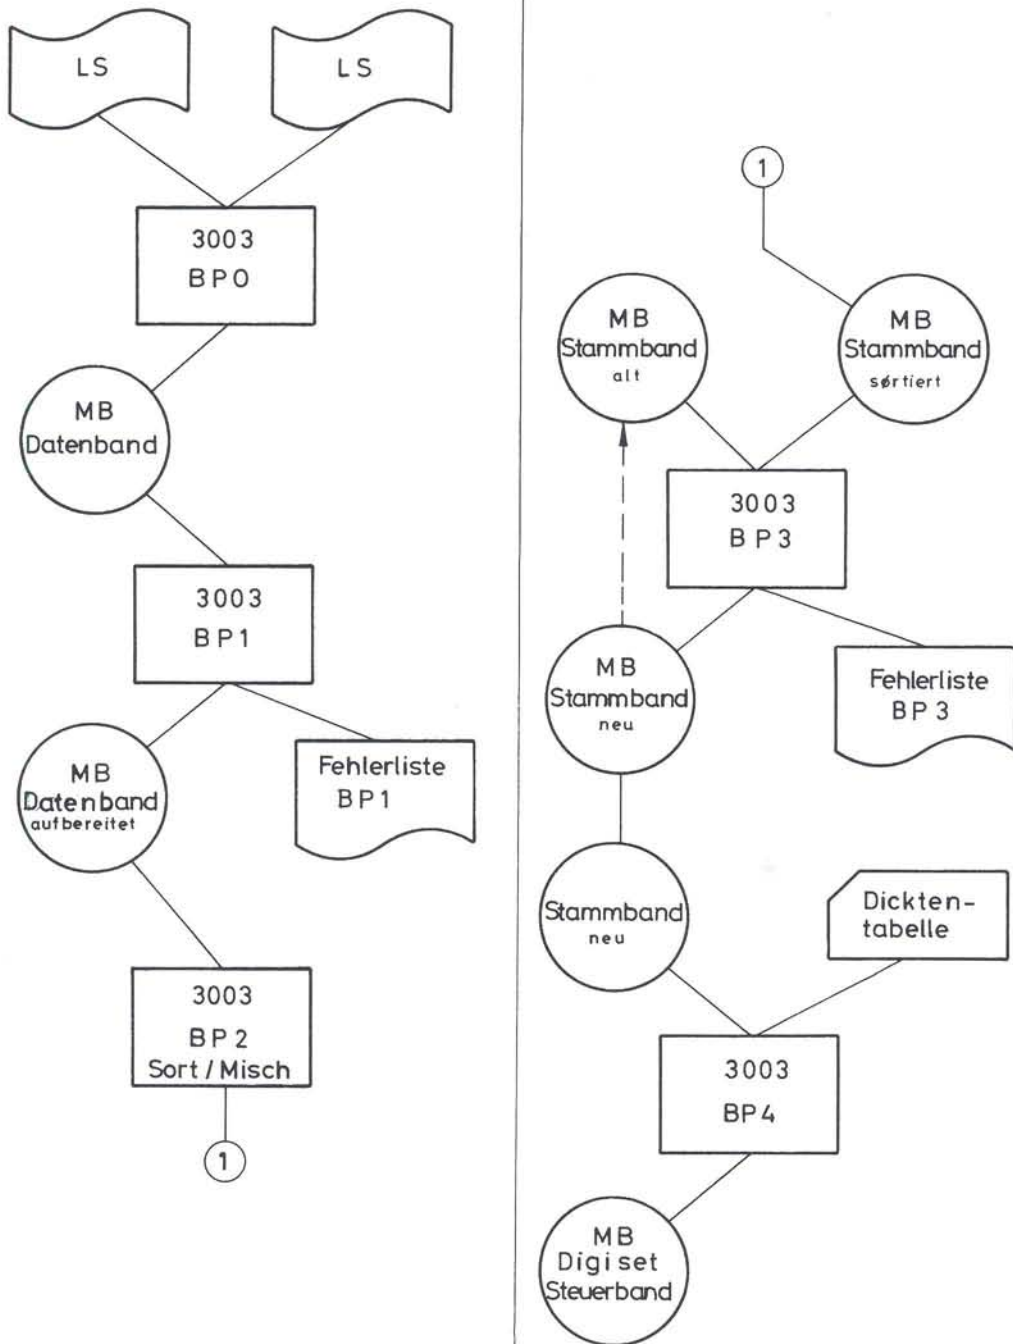 LS
LS
3003
BP0
MB
Datenband
3003
BP1
MB
Datenband
aufbereitet
Fehlerliste
BP1
3003
BP2
Sort / Misch
1
1
MB
Stammband
alt
MB
Stammband
sørtiert
3003
BP3
MB
Stammband
neu
Fehlerliste
BP3
Stammband
neu
Dickten-
tabelle
3003
BP4
MB
Digiset
Steuerband